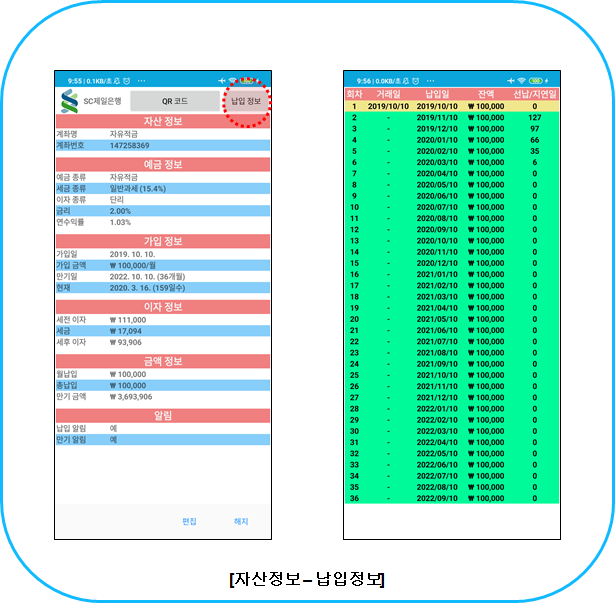 9:55 | 0.1KB/초 ···
SC제일은행 QR 코드 납입 정보
자산 정보
계좌명 자유적금
계좌번호 147258369
예금 정보
예금 종류 자유적금
세금 종류 일반과세 (15.4%)
이자 종류 단리
금리 2.00%
연수익률 1.03%
가입 정보
가입일 2019. 10. 10.
가입 금액 ₩ 100,000/월
만기일 2022. 10. 10. (36개월)
현재 2020. 3. 16. (159일수)
이자 정보
세전 이자 ₩ 111,000
세금 ₩ 17,094
세후 이자 ₩ 93,906
금액 정보
월납입 ₩ 100,000
총납입 ₩ 100,000
만기 금액 ₩ 3,693,906
알림
납입 알림 예
만기 알림 예
편집 해지
9:56 | 0.0KB/초 ··· 100
회차 거래일 납입일 잔액 선납/지연일
1 2019/10/10 2019/10/10 ₩ 100,000 0
2 - 2019/11/10 ₩ 100,000 127
3 - 2019/12/10 ₩ 100,000 97
4 - 2020/01/10 ₩ 100,000 66
5 - 2020/02/10 ₩ 100,000 35
6 - 2020/03/10 ₩ 100,000 6
7 - 2020/04/10 ₩ 100,000 0
8 - 2020/05/10 ₩ 100,000 0
9 - 2020/06/10 ₩ 100,000 0
10 - 2020/07/10 ₩ 100,000 0
11 - 2020/08/10 ₩ 100,000 0
12 - 2020/09/10 ₩ 100,000 0
13 - 2020/10/10 ₩ 100,000 0
14 - 2020/11/10 ₩ 100,000 0
15 - 2020/12/10 ₩ 100,000 0
16 - 2021/01/10 ₩ 100,000 0
17 - 2021/02/10 ₩ 100,000 0
18 - 2021/03/10 ₩ 100,000 0
19 - 2021/04/10 ₩ 100,000 0
20 - 2021/05/10 ₩ 100,000 0
21 - 2021/06/10 ₩ 100,000 0
22 - 2021/07/10 ₩ 100,000 0
23 - 2021/08/10 ₩ 100,000 0
24 - 2021/09/10 ₩ 100,000 0
25 - 2021/10/10 ₩ 100,000 0
26 - 2021/11/10 ₩ 100,000 0
27 - 2021/12/10 ₩ 100,000 0
28 - 2022/01/10 ₩ 100,000 0
29 - 2022/02/10 ₩ 100,000 0
30 - 2022/03/10 ₩ 100,000 0
31 - 2022/04/10 ₩ 100,000 0
32 - 2022/05/10 ₩ 100,000 0
33 - 2022/06/10 ₩ 100,000 0
34 - 2022/07/10 ₩ 100,000 0
35 - 2022/08/10 ₩ 100,000 0
36 - 2022/09/10 ₩ 100,000 0
[자산정보–납입정보]